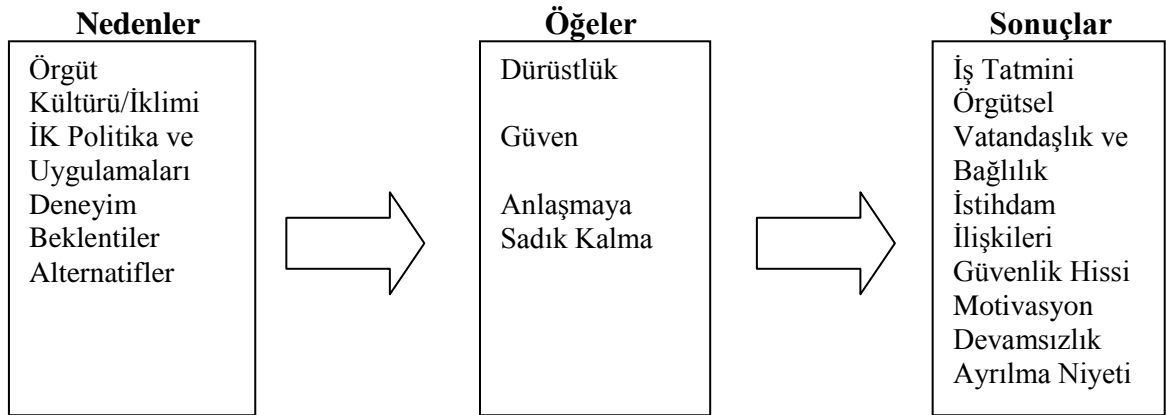 Nedenler
Örgüt
Kültürü/İklimi
İK Politika ve
Uygulamaları
Deneyim
Beklentiler
Alternatifler
Öğeler
Dürüstlük
Güven
Anlaşmaya
Sadık Kalma
Sonuçlar
İş Tatmini
Örgütsel
Vatandaşlık ve
Bağlılık
İstihdam
İlişkileri
Güvenlik Hissi
Motivasyon
Devamsızlık
Ayrılma Niyeti